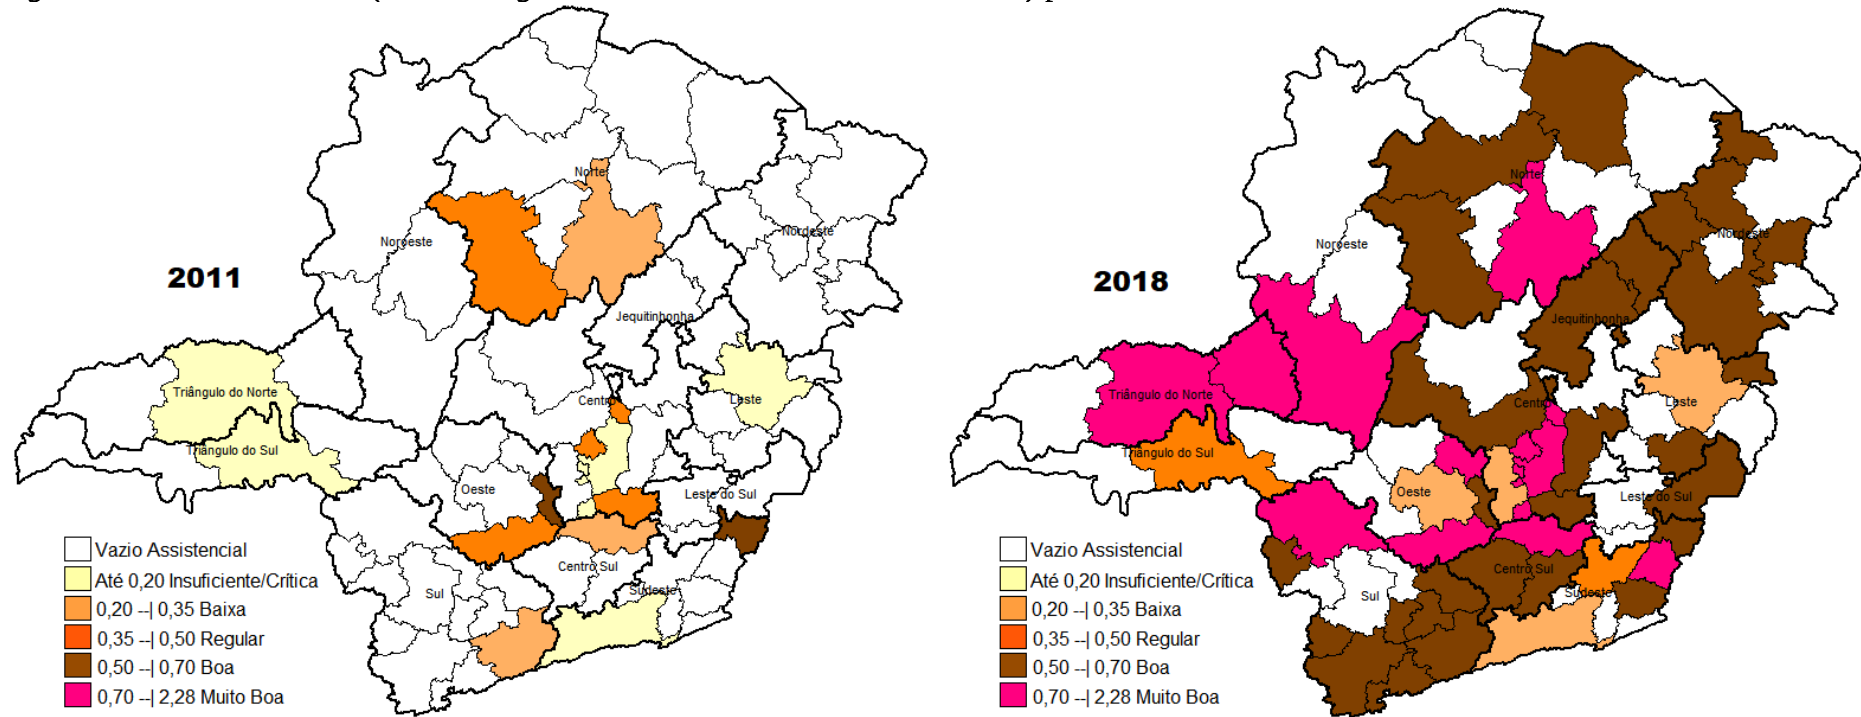 2011
Norte
Noroeste
Nordeste
Jequitinhonha
Triângulo do Norte
Centro
Leste
Triângulo do Sul
Oeste
Leste do Sul
Centro Sul
Sul
Sudeste
Vazio Assistencial
Até 0,20 Insuficiente/Crítica
0,20 --| 0,35 Baixa
0,35 --| 0,50 Regular
0,50 --| 0,70 Boa
0,70 --| 2,28 Muito Boa
2018
Norte
Noroeste
Nordeste
Jequitinhonha
Triângulo do Norte
Centro
Leste
Triângulo do Sul
Oeste
Leste do Sul
Centro Sul
Sul
Sudeste
Vazio Assistencial
Até 0,20 Insuficiente/Crítica
0,20 --| 0,35 Baixa
0,35 --| 0,50 Regular
0,50 --| 0,70 Boa
0,70 --| 2,28 Muito Boa